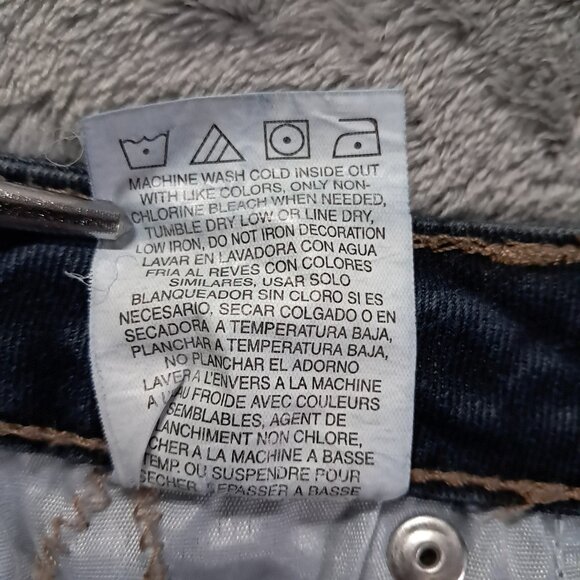 MACHINE WASH COLD INSIDE OUT
WITH LIKE COLORS, ONLY NON-
CHLORINE BLEACH WHEN NEEDED,
TUMBLE DRY LOW OR LINE DRY,
LOW IRON, DO NOT IRON DECORATION
LAVAR EN LAVADORA CON AGUA
FRIA AL REVES CON COLORES
SIMILARES, USAR SOLO
BLANQUEADOR SIN CLORO SI ES
NECESARIO, SECAR COLGADO O EN
SECADORA A TEMPERATURA BAJA,
PLANCHAR A TEMPERATURA BAJA,
NO PLANCHAR EL ADORNO
LAVER A L'ENVERS A LA MACHINE
A L'EAU FROIDE AVEC COULEURS
SEMBLABLES, AGENT DE
BLANCHIMENT NON CHLORE,
SECHER A LA MACHINE A BASSE
TEMP. OU SUSPENDRE POUR
SECHER, REPASSER A BASSE